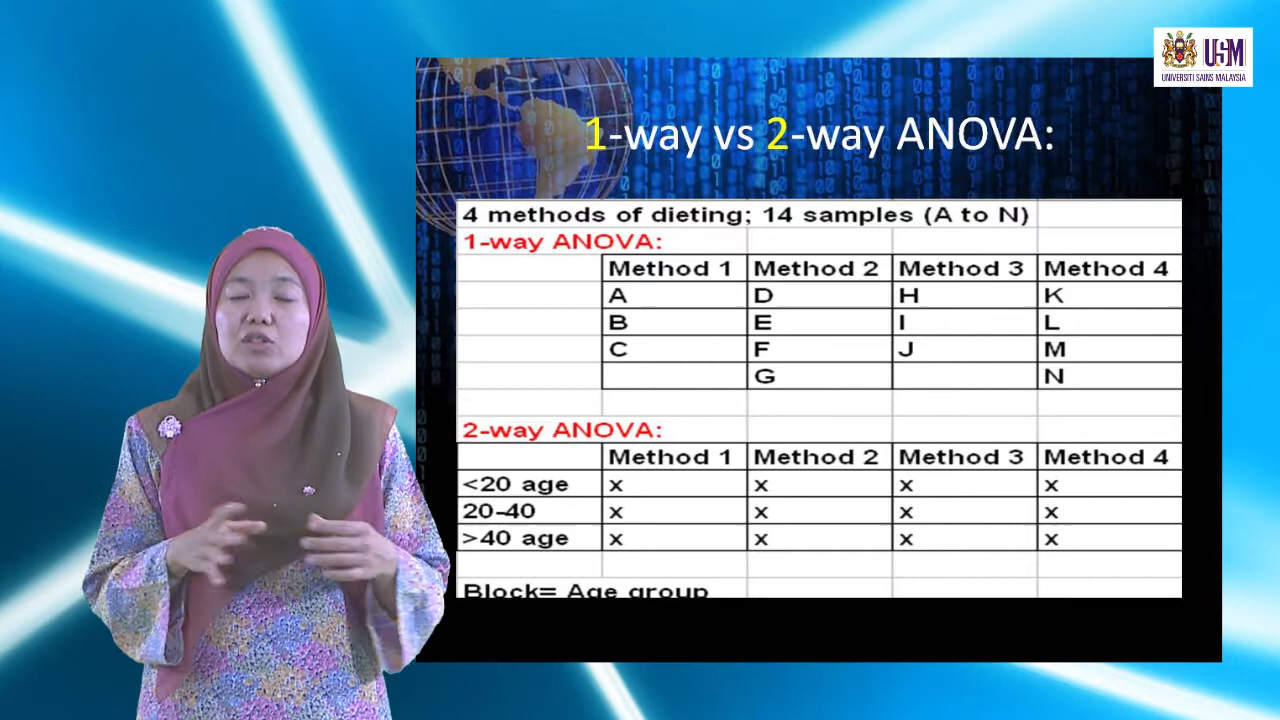 USM
UNIVERSITI SAINS MALAYSIA
1-way vs 2-way ANOVA:
4 methods of dieting; 14 samples (A to N)
1-way ANOVA:
Method 1 Method 2 Method 3 Method 4
A D H K
B E I L
C F J M
G N
2-way ANOVA:
Method 1 Method 2 Method 3 Method 4
<20 age x x x x
20-40 x x x x
>40 age x x x x
Block= Age group